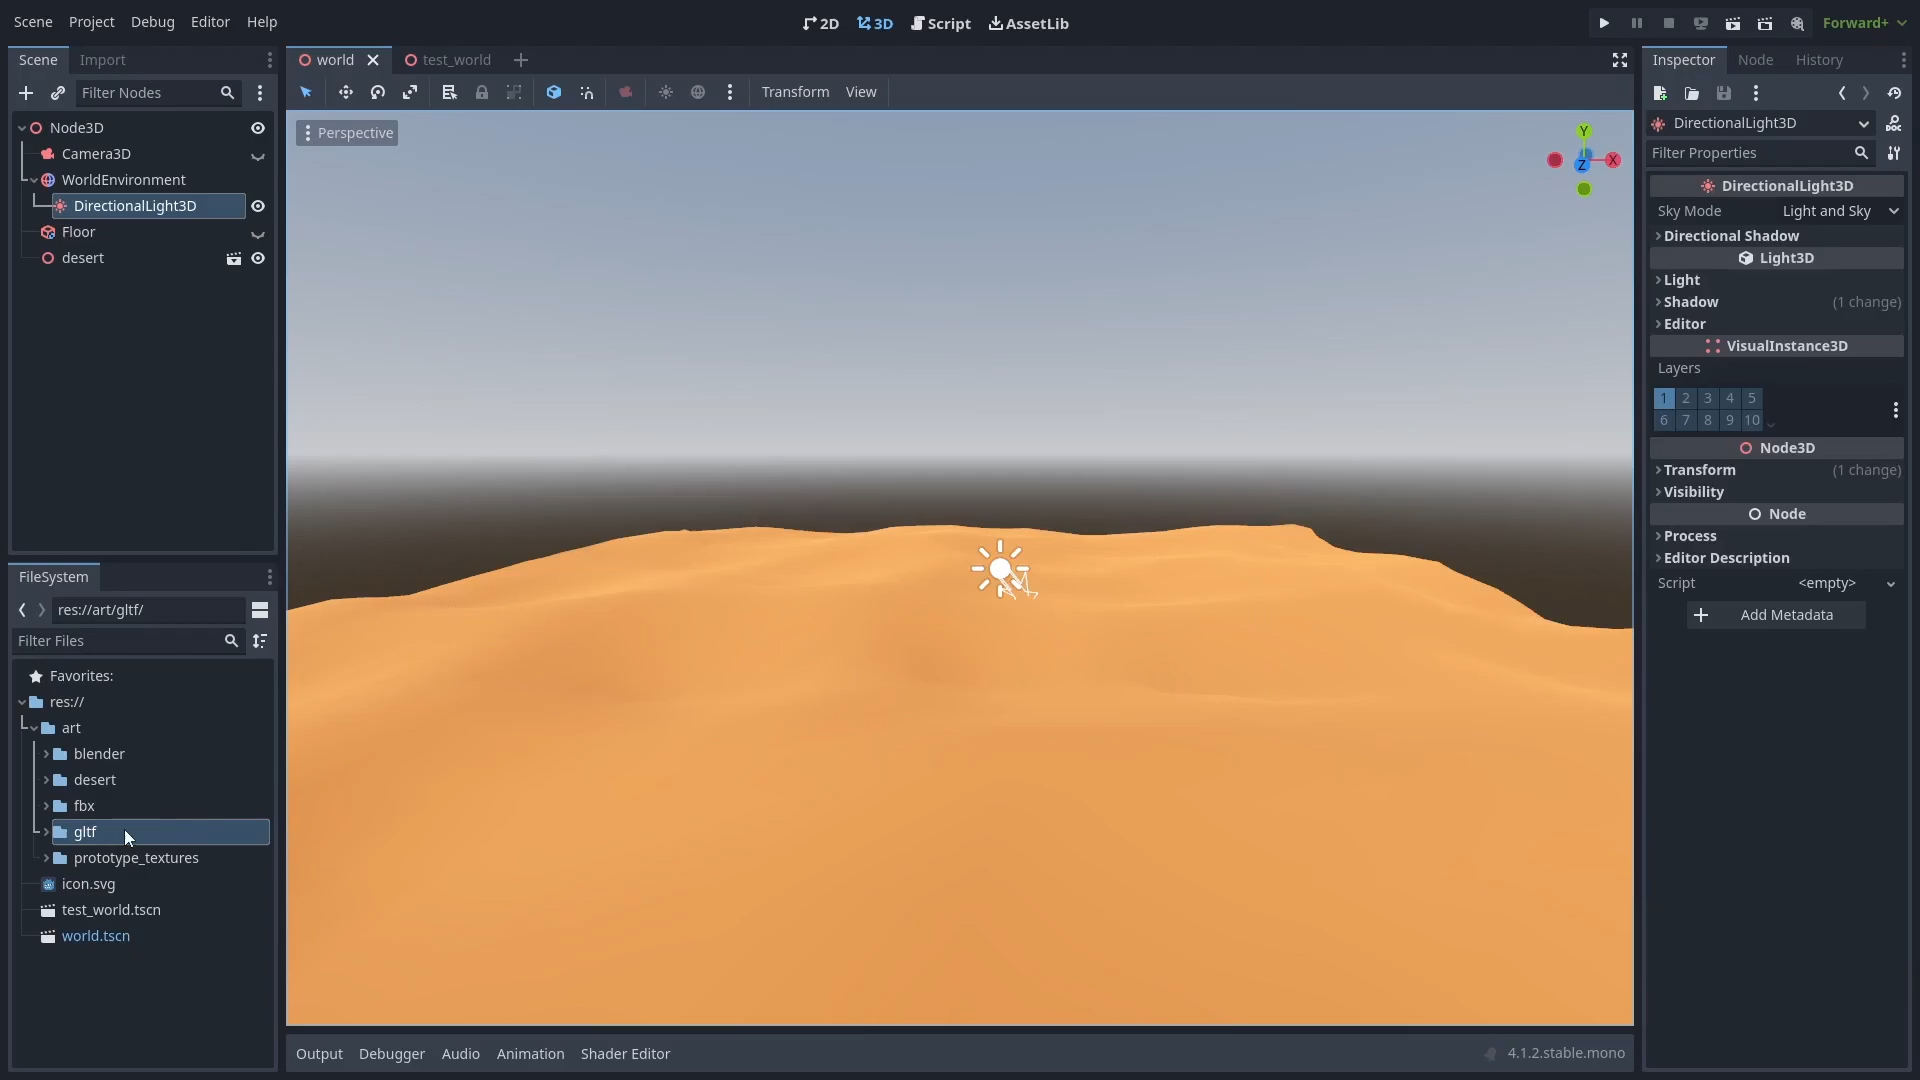 Scene Project Debug Editor Help
2D 3D Script AssetLib
Forward+
Scene Import
Filter Nodes
Node3D
Camera3D
WorldEnvironment
DirectionalLight3D
Floor
desert
FileSystem
res://art/gltf/
Filter Files
Favorites:
res://
art
blender
desert
fbx
gltf
prototype_textures
icon.svg
test_world.tscn
world.tscn
world test_world
Transform View
Perspective
Y
X
Z
Output Debugger Audio Animation Shader Editor
4.1.2.stable.mono
Inspector Node History
DirectionalLight3D
Filter Properties
DirectionalLight3D
Sky Mode Light and Sky
Directional Shadow
Light3D
Light
Shadow (1 change)
Editor
VisualInstance3D
Layers
1 2 3 4 5
6 7 8 9 10
Node3D
Transform (1 change)
Visibility
Node
Process
Editor Description
Script <empty>
Add Metadata